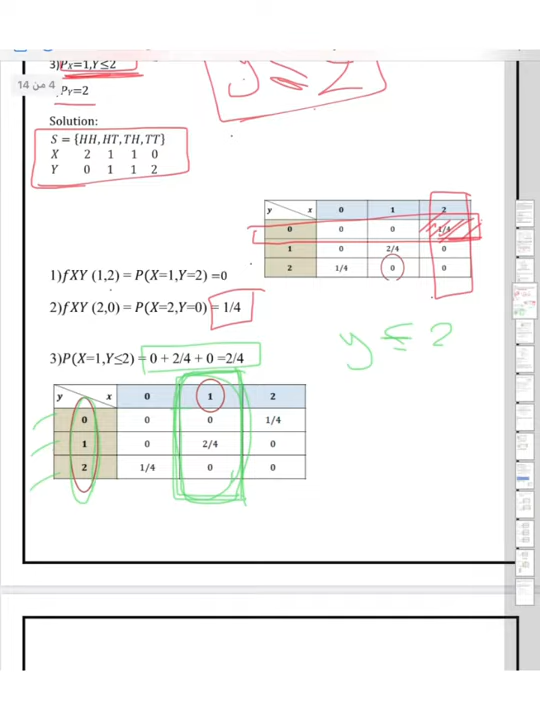 3)PX=1,Y≤2
y ≤ 2
4 من 14
PY=2
Solution:
S = {HH, HT, TH, TT}
X 2 1 1 0
Y 0 1 1 2
y x 0 1 2
0 0 0 1/4
1 0 2/4 0
2 1/4 0 0
1)fXY (1,2) = P(X=1,Y=2) =0
2)fXY (2,0) = P(X=2,Y=0) = 1/4
y ≤ 2
3)P(X=1,Y≤2) = 0 + 2/4 + 0 =2/4
y x 0 1 2
0 0 0 1/4
1 0 2/4 0
2 1/4 0 0